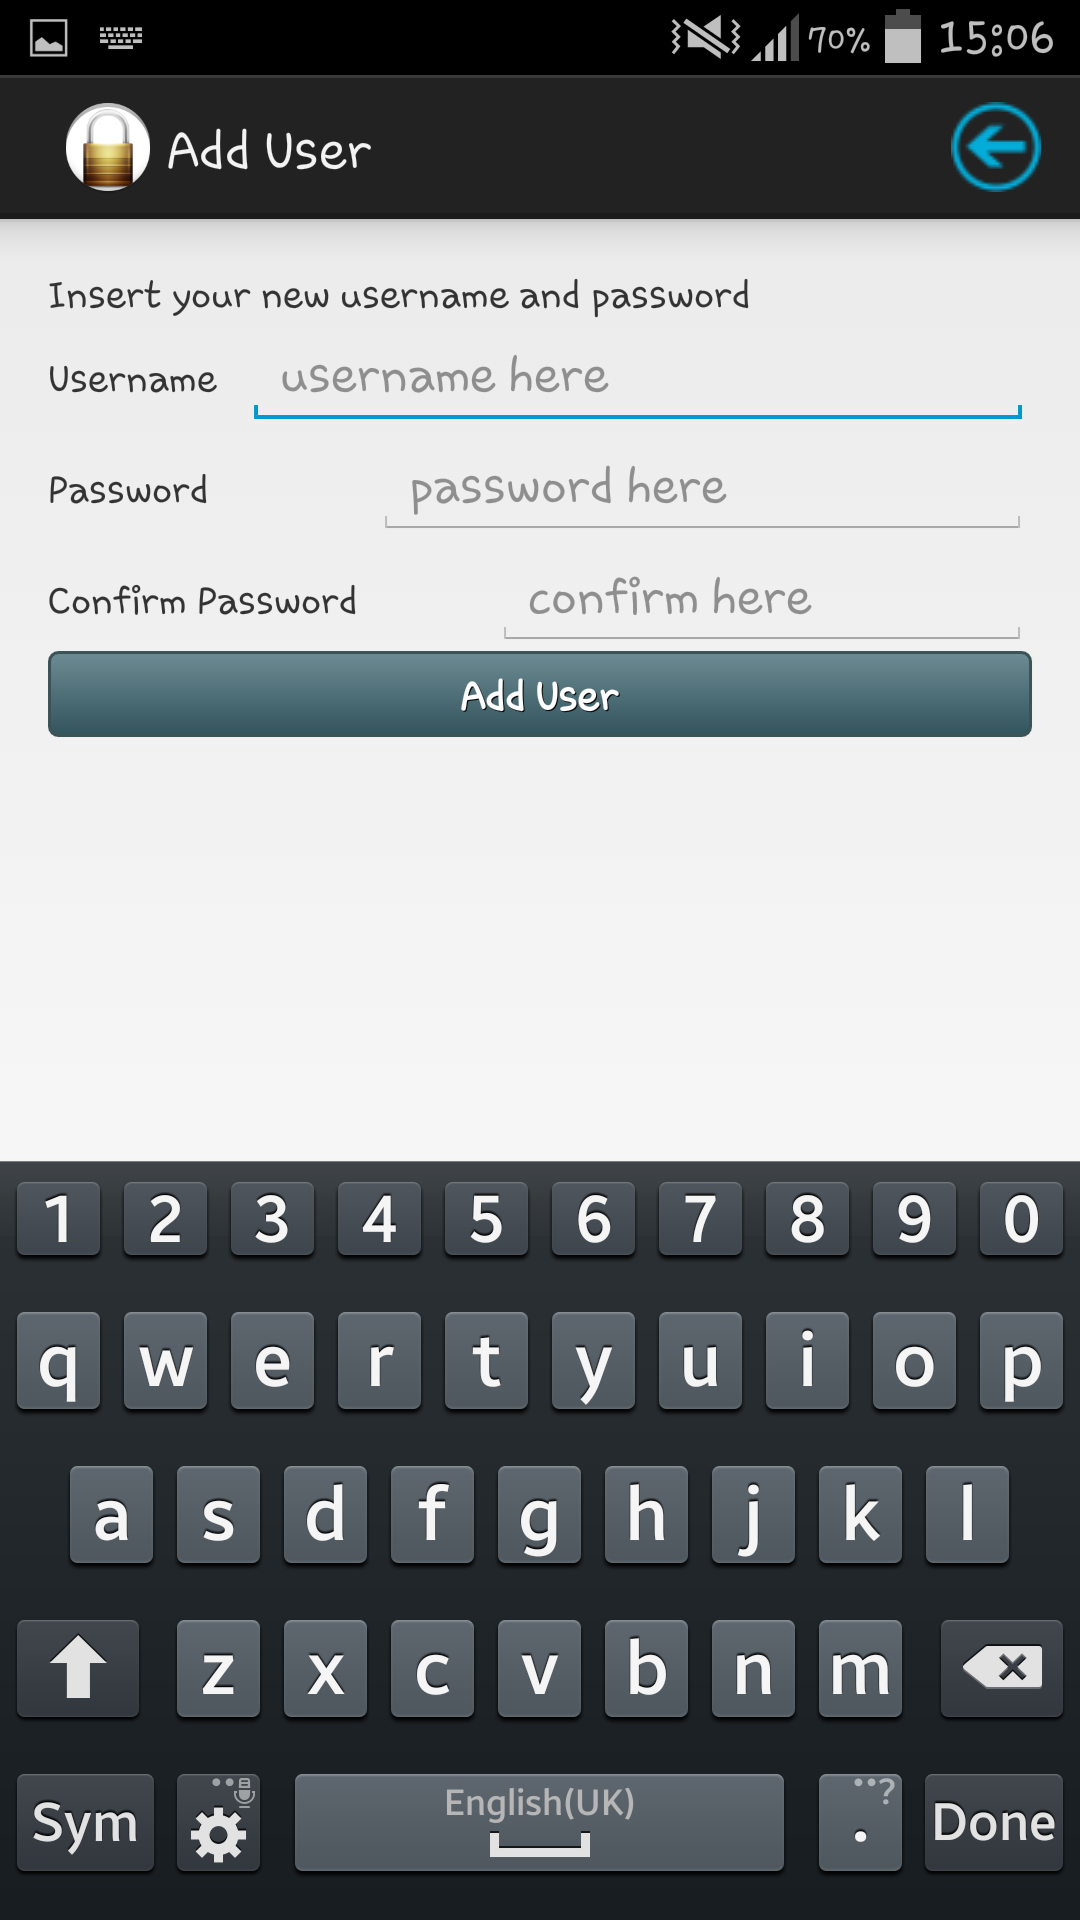 70% 15:06
Add User
Insert your new username and password
Username username here
Password password here
Confirm Password confirm here
Add User
1 2 3 4 5 6 7 8 9 0
q w e r t y u i o p
a s d f g h j k l
z x c v b n m
Sym English(UK) . ? Done